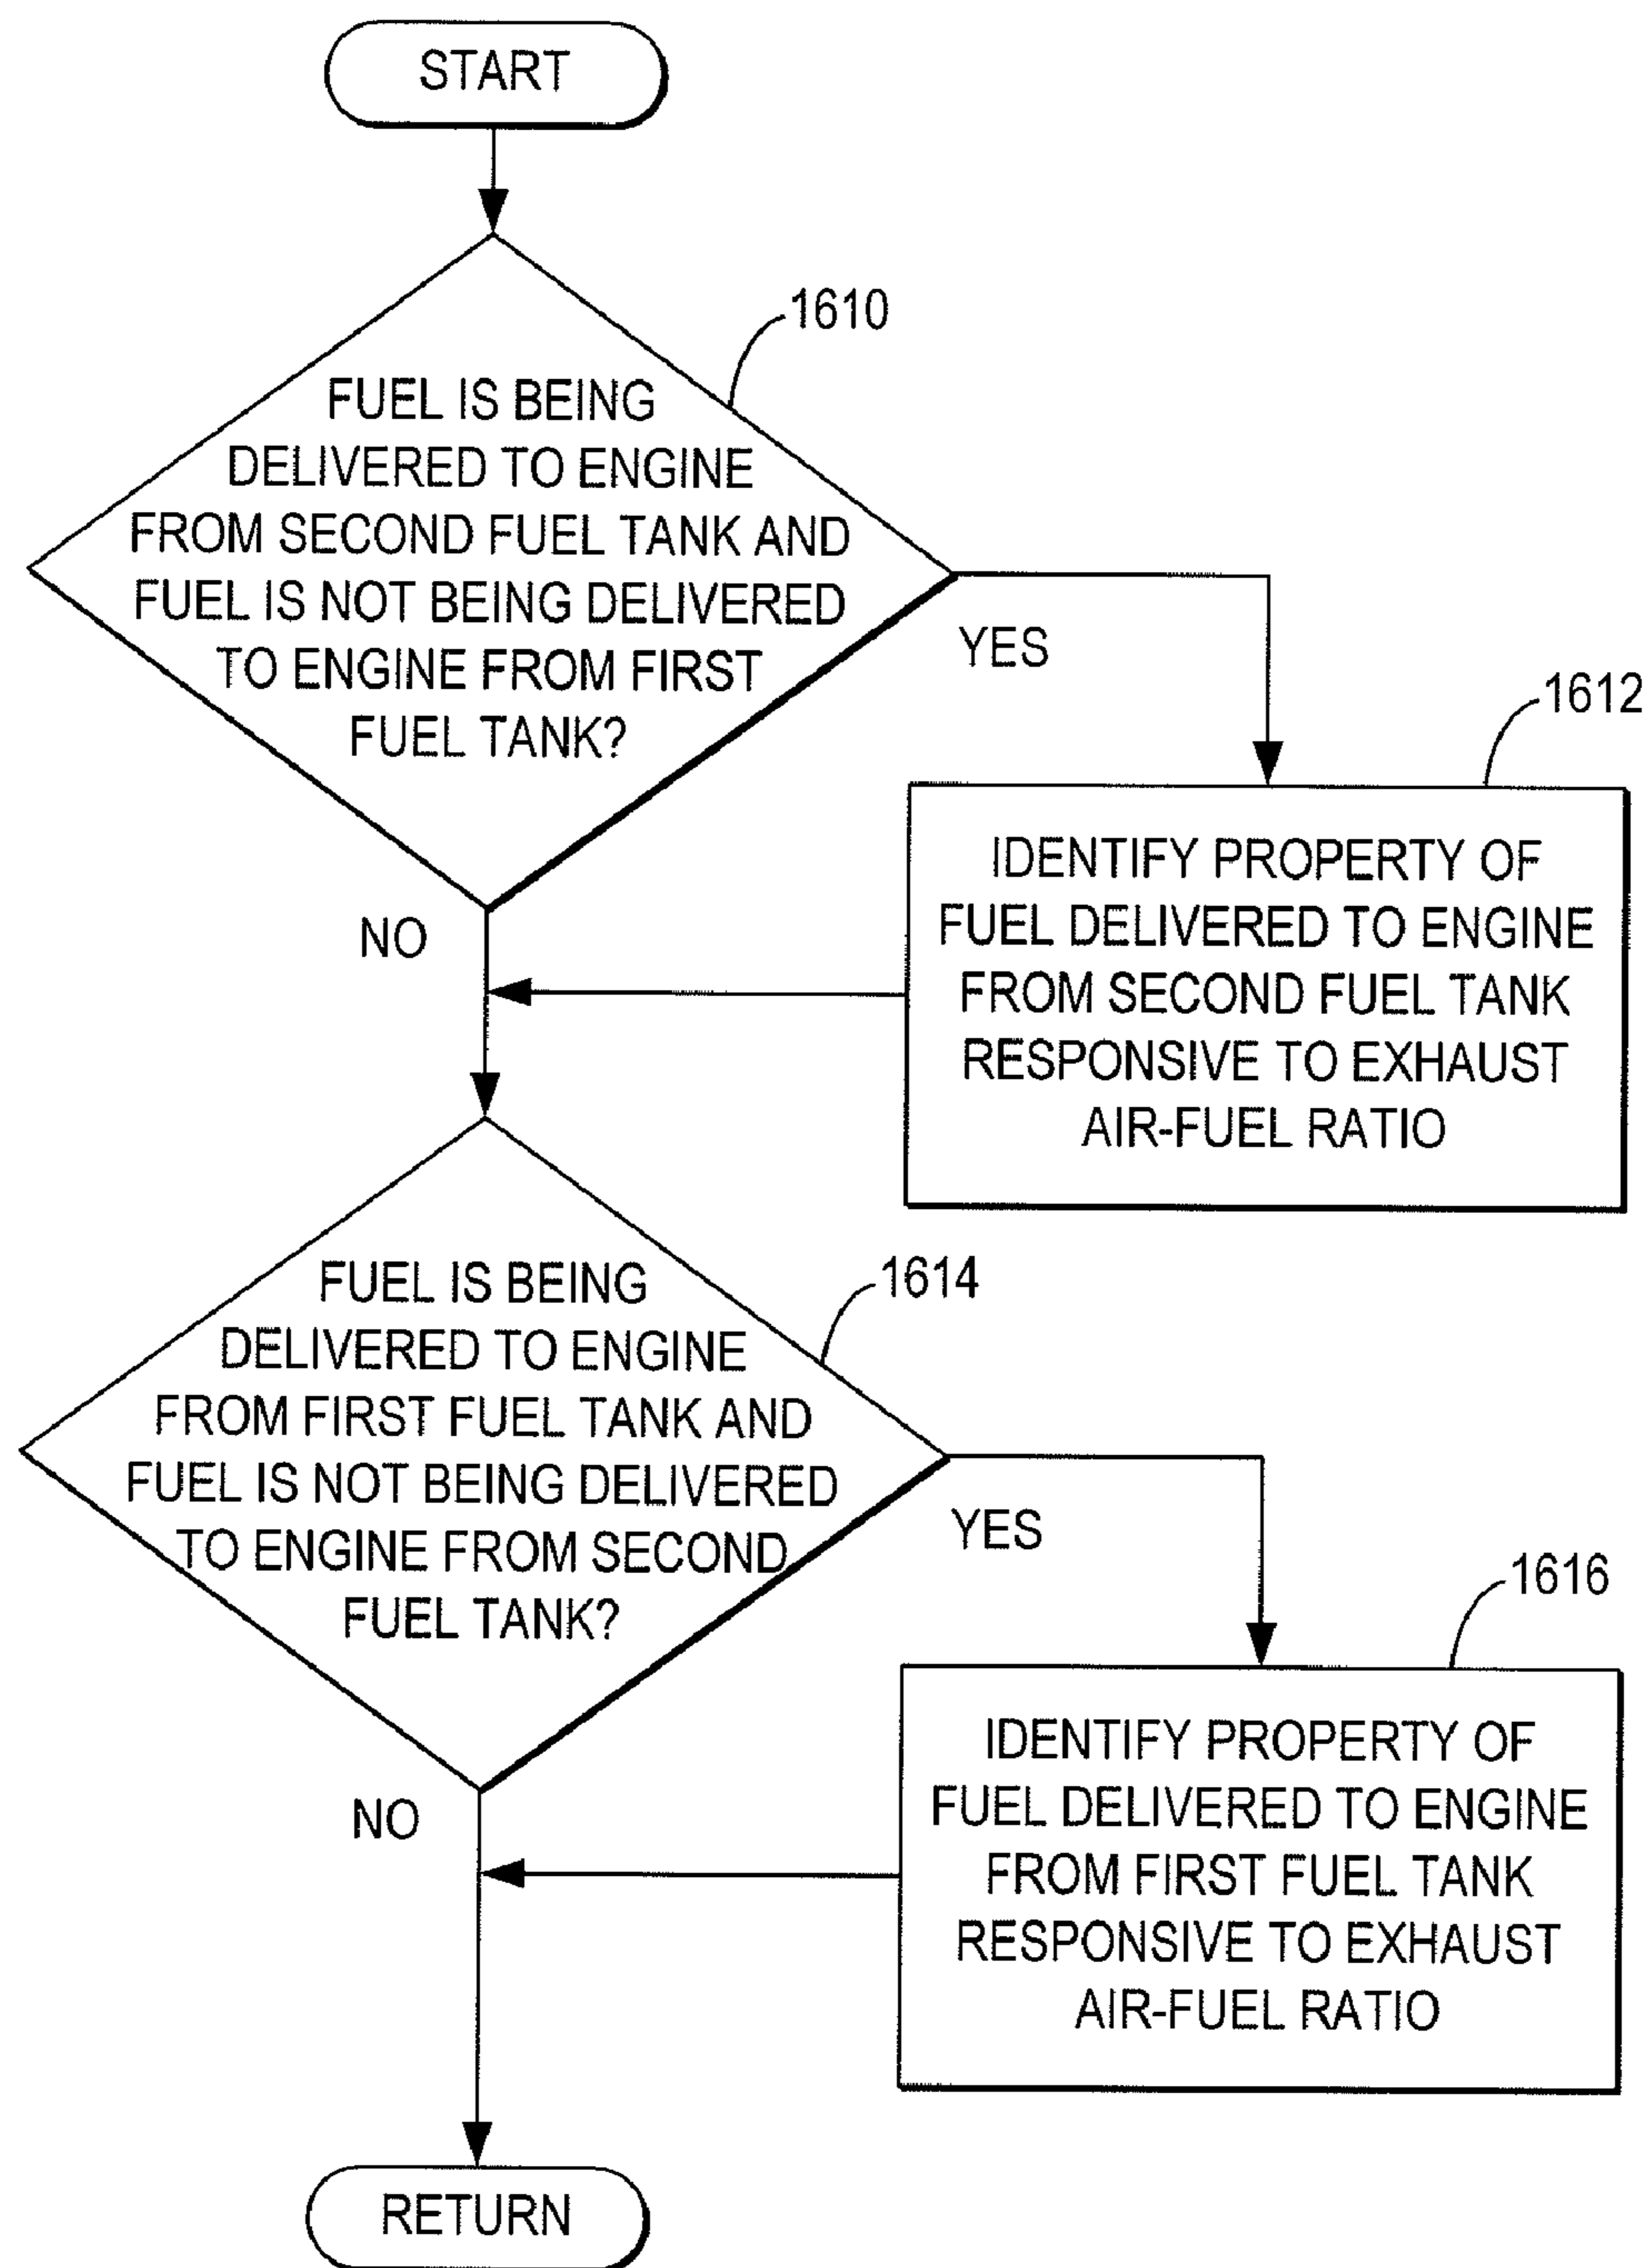 START
1610
FUEL IS BEING
DELIVERED TO ENGINE
FROM SECOND FUEL TANK AND
FUEL IS NOT BEING DELIVERED
TO ENGINE FROM FIRST
FUEL TANK?
YES
1612
IDENTIFY PROPERTY OF
FUEL DELIVERED TO ENGINE
FROM SECOND FUEL TANK
RESPONSIVE TO EXHAUST
AIR-FUEL RATIO
NO
1614
FUEL IS BEING
DELIVERED TO ENGINE
FROM FIRST FUEL TANK AND
FUEL IS NOT BEING DELIVERED
TO ENGINE FROM SECOND
FUEL TANK?
YES
1616
IDENTIFY PROPERTY OF
FUEL DELIVERED TO ENGINE
FROM FIRST FUEL TANK
RESPONSIVE TO EXHAUST
AIR-FUEL RATIO
NO
RETURN